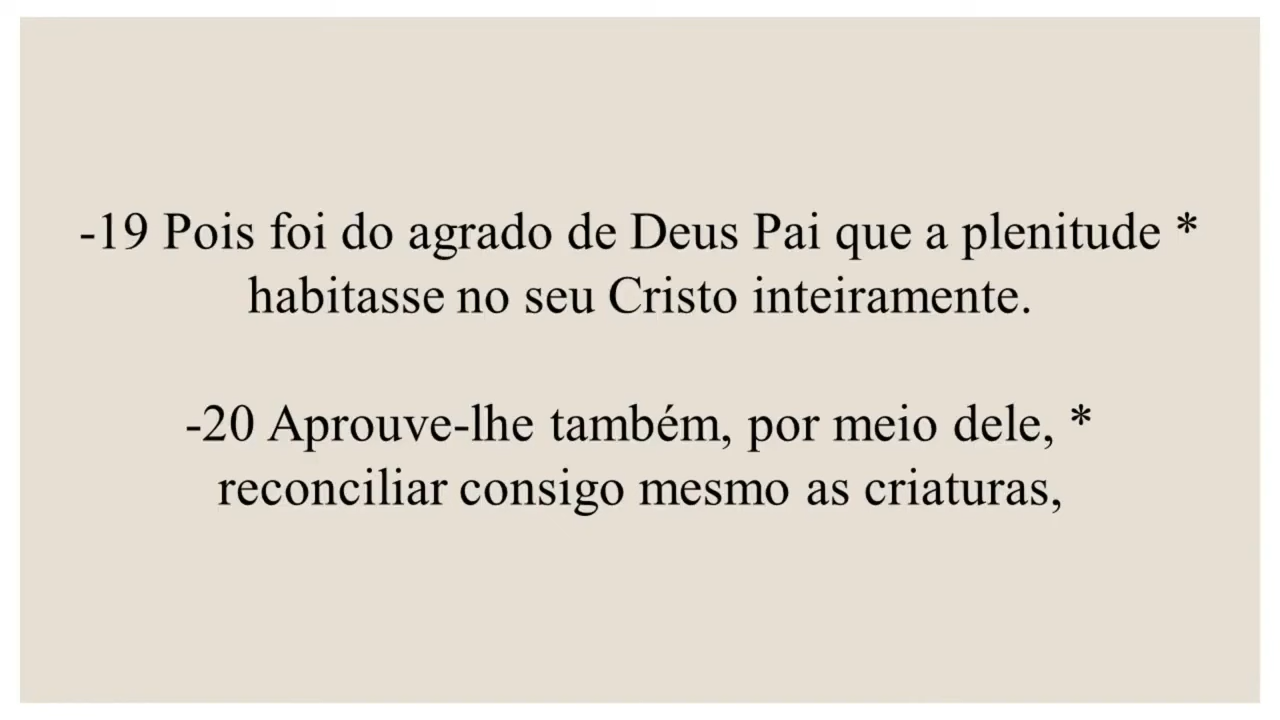 -19 Pois foi do agrado de Deus Pai que a plenitude *
habitasse no seu Cristo inteiramente.
-20 Aprouve-lhe também, por meio dele, *
reconciliar consigo mesmo as criaturas,